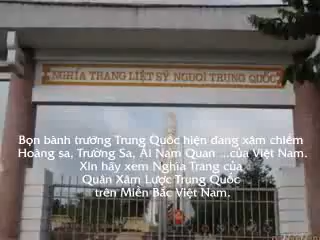 NGHĨA TRANG LIỆT SỸ NGƯỜI TRUNG QUỐC
Bọn bành trướng Trung Quốc hiện đang xâm chiếm
Hoàng sa, Trường Sa, Ải Nam Quan ...của Việt Nam.
Xin hãy xem Nghĩa Trang của
Quân Xâm Lược Trung Quốc
trên Miền Bắc Việt Nam.